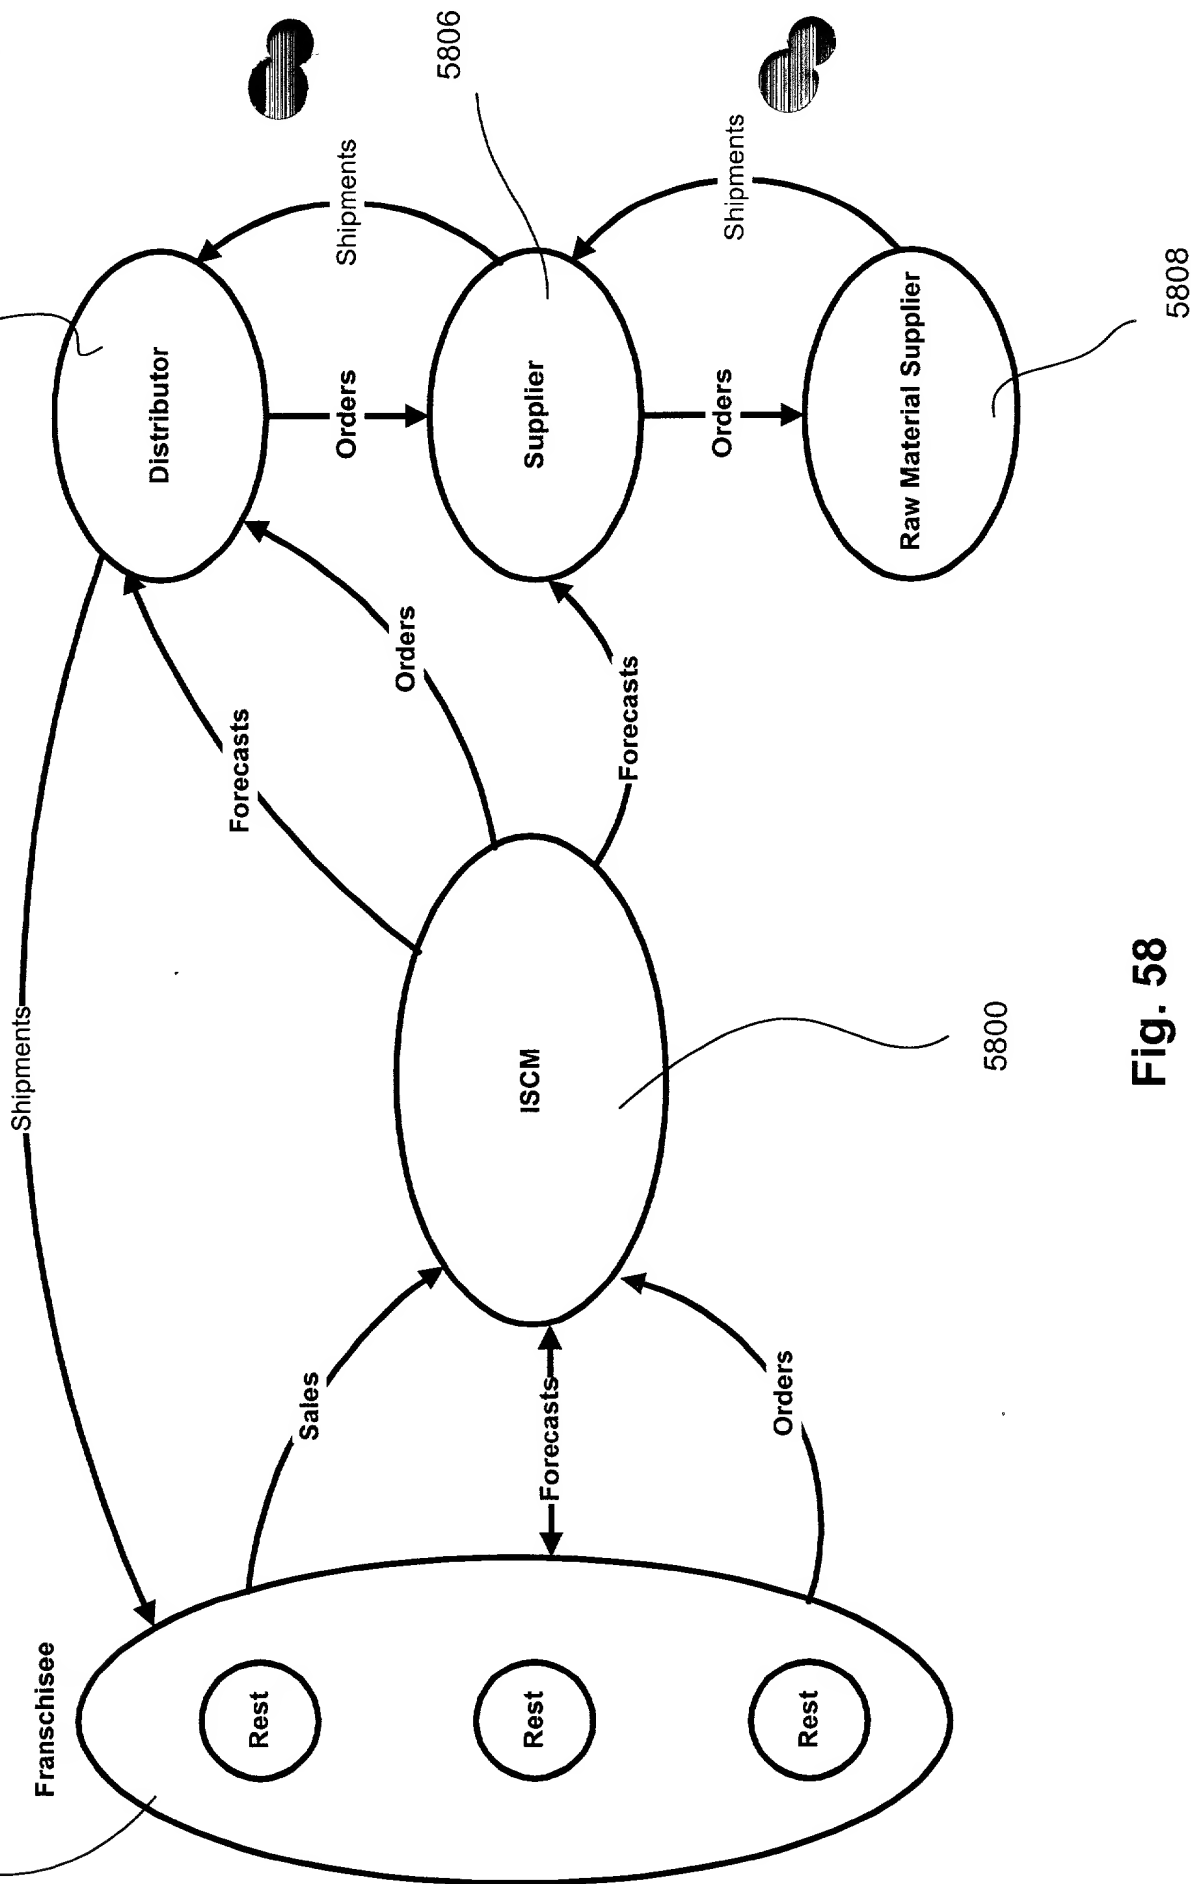 Shipments
Franschisee
Rest
Rest
Rest
Sales
Forecasts
Orders
ISCM
5800
Forecasts
Orders
Forecasts
Distributor
Orders
Supplier
Orders
Raw Material Supplier
Shipments
Shipments
5806
5808
Fig. 58